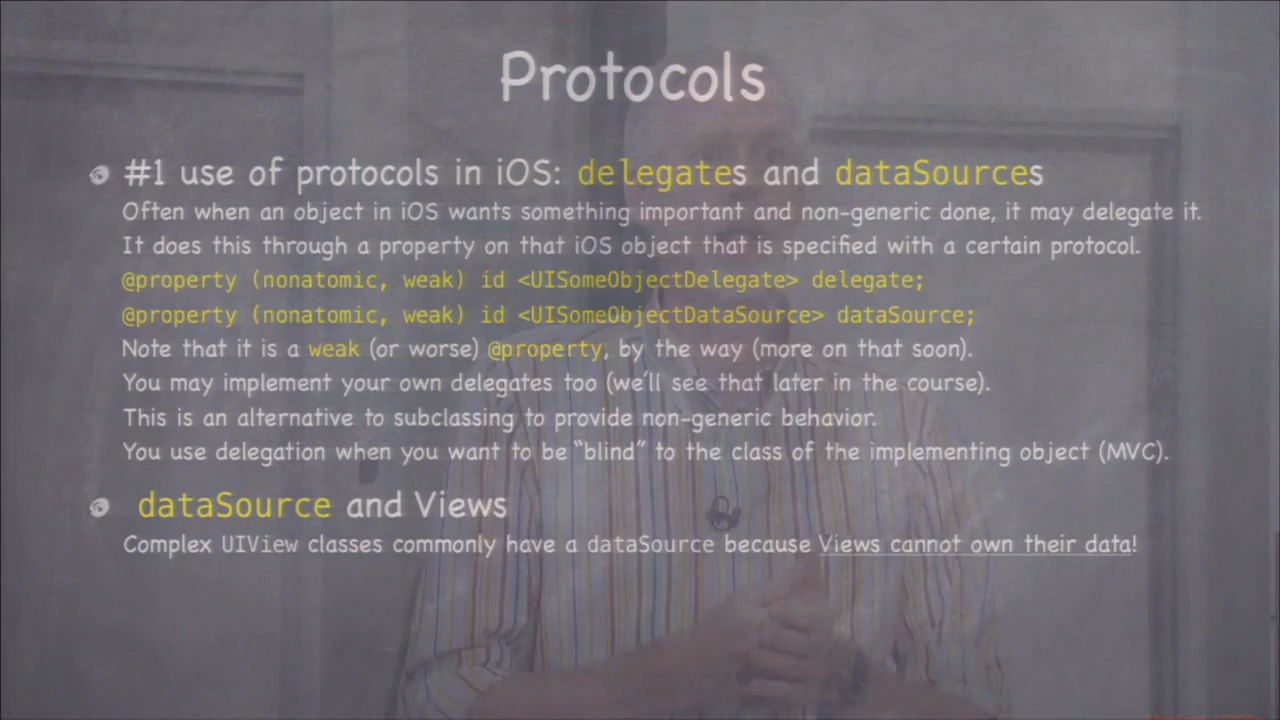 Protocols
#1 use of protocols in iOS: delegates and dataSources
Often when an object in iOS wants something important and non-generic done, it may delegate it.
It does this through a property on that iOS object that is specified with a certain protocol.
@property (nonatomic, weak) id <UISomeObjectDelegate> delegate;
@property (nonatomic, weak) id <UISomeObjectDataSource> dataSource;
Note that it is a weak (or worse) @property, by the way (more on that soon).
You may implement your own delegates too (we'll see that later in the course).
This is an alternative to subclassing to provide non-generic behavior.
You use delegation when you want to be “blind” to the class of the implementing object (MVC).
dataSource and Views
Complex UIView classes commonly have a dataSource because Views cannot own their data!